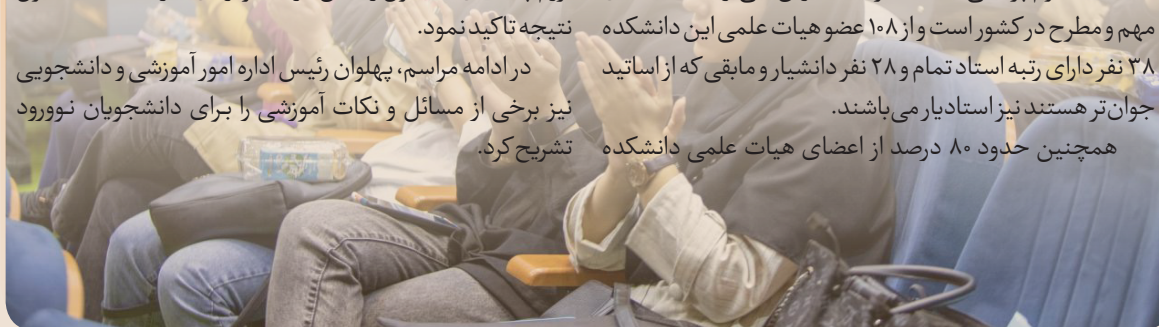 مهم و مطرح در کشور است و از ۱۰۸ عضو هیات علمی این دانشکده
۳۸ نفر دارای رتبه استاد تمام و ۲۸ نفر دانشیار و مابقی که از اساتید
جوان‌تر هستند نیز استادیار می‌باشند.
همچنین حدود ۸۰ درصد از اعضای هیات علمی دانشکده
نتیجه تاکید نمود.
در ادامه مراسم، پهلوان رئیس اداره امور آموزشی و دانشجویی
نیز برخی از مسائل و نکات آموزشی را برای دانشجویان نوورود
تشریح کرد.